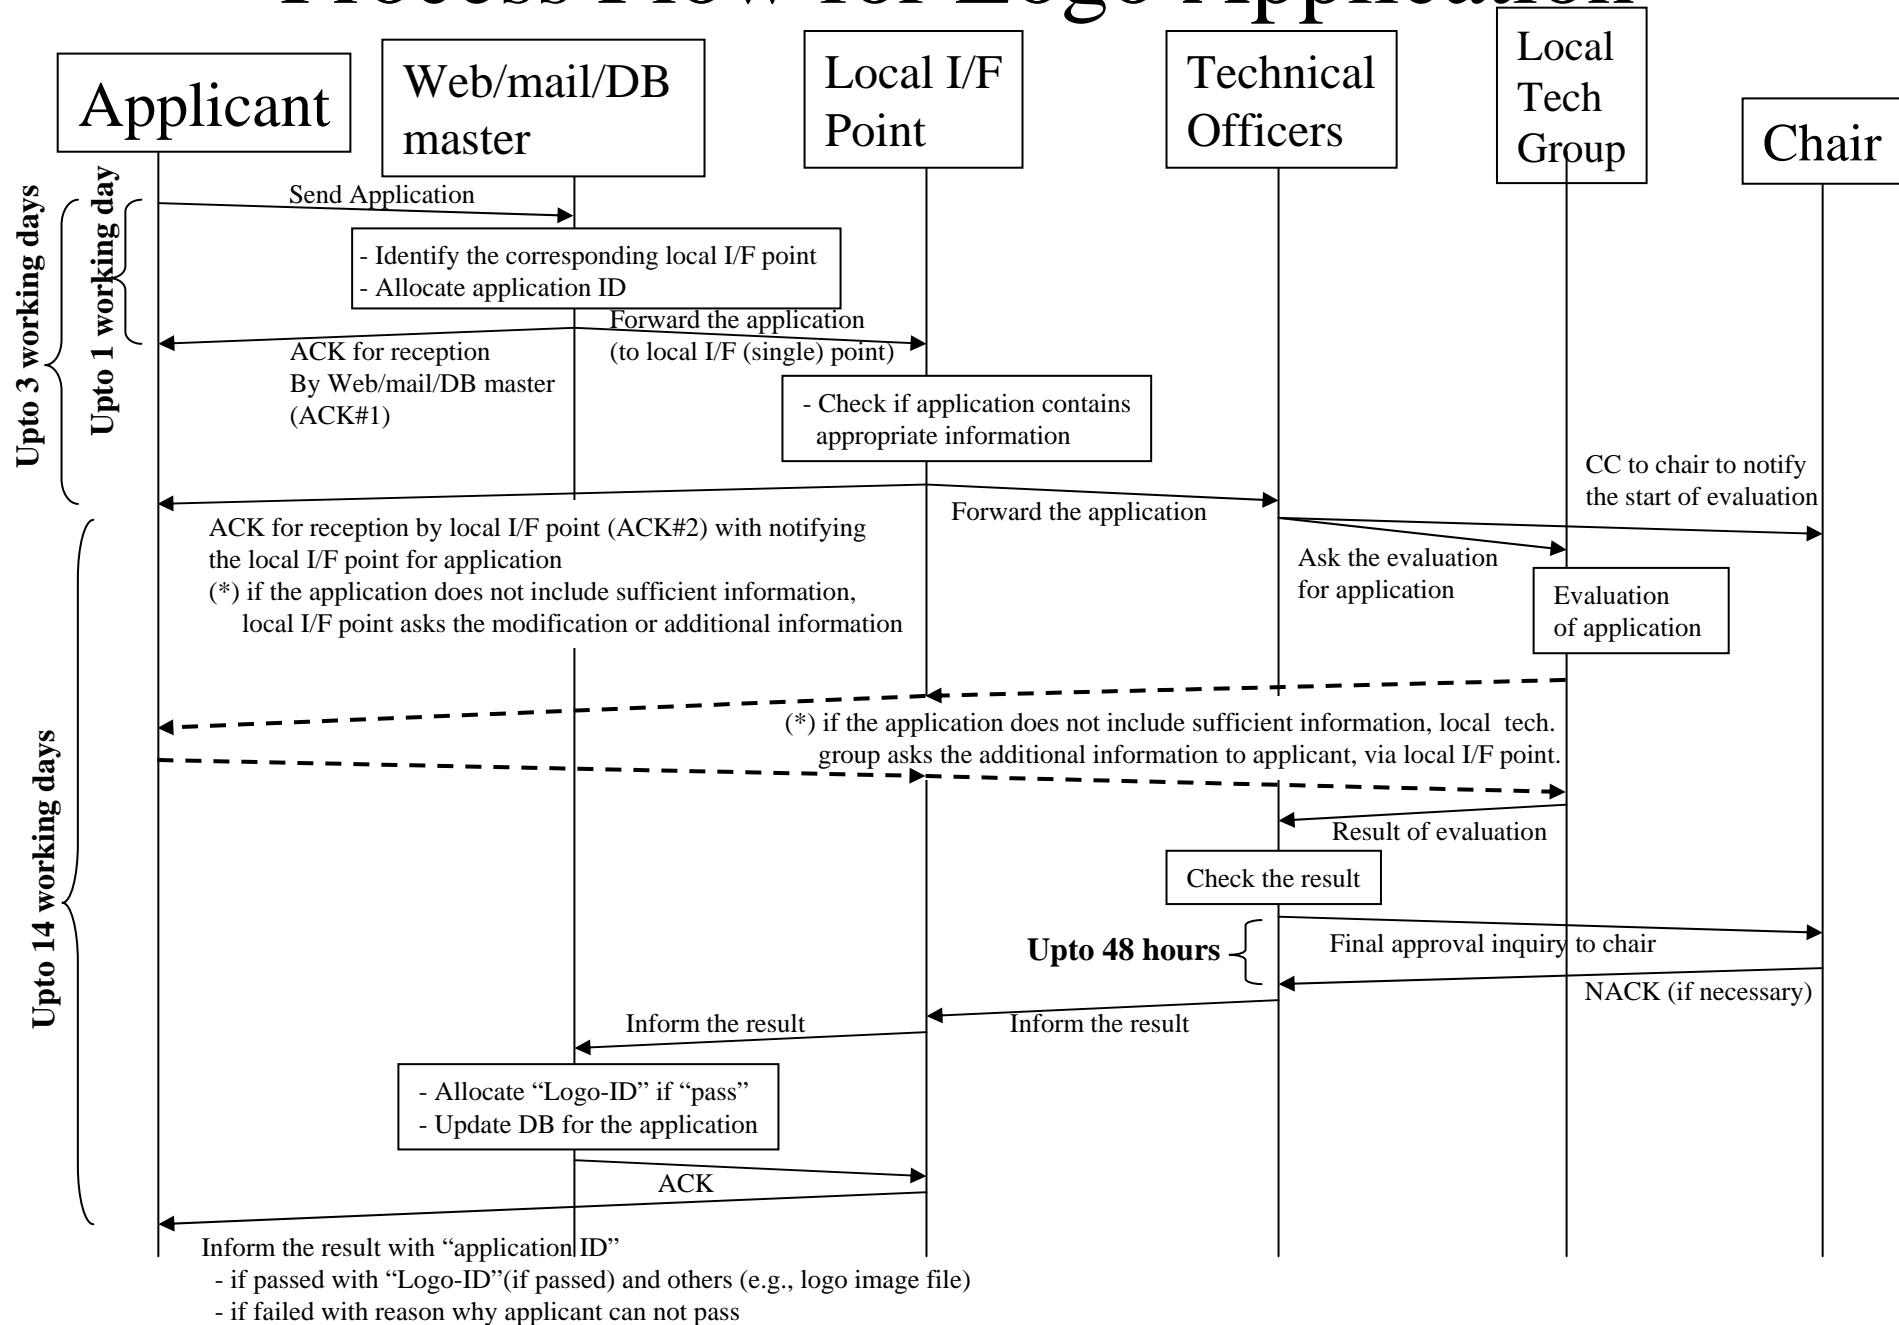 Process Flow for Logo Application
Applicant
Web/mail/DB
master
Local I/F
Point
Technical
Officers
Local
Tech
Group
Chair
Upto 3 working days
Upto 1 working day
Send Application
- Identify the corresponding local I/F point
- Allocate application ID
Forward the application
(to local I/F (single) point)
ACK for reception
By Web/mail/DB master
(ACK#1)
- Check if application contains
appropriate information
CC to chair to notify
the start of evaluation
Forward the application
ACK for reception by local I/F point (ACK#2) with notifying
the local I/F point for application
(*) if the application does not include sufficient information,
local I/F point asks the modification or additional information
Ask the evaluation
for application
Evaluation
of application
(*) if the application does not include sufficient information, local tech.
group asks the additional information to applicant, via local I/F point.
Upto 14 working days
Result of evaluation
Check the result
Upto 48 hours
Final approval inquiry to chair
NACK (if necessary)
Inform the result
Inform the result
- Allocate “Logo-ID” if “pass”
- Update DB for the application
ACK
Inform the result with “application ID”
- if passed with “Logo-ID”(if passed) and others (e.g., logo image file)
- if failed with reason why applicant can not pass